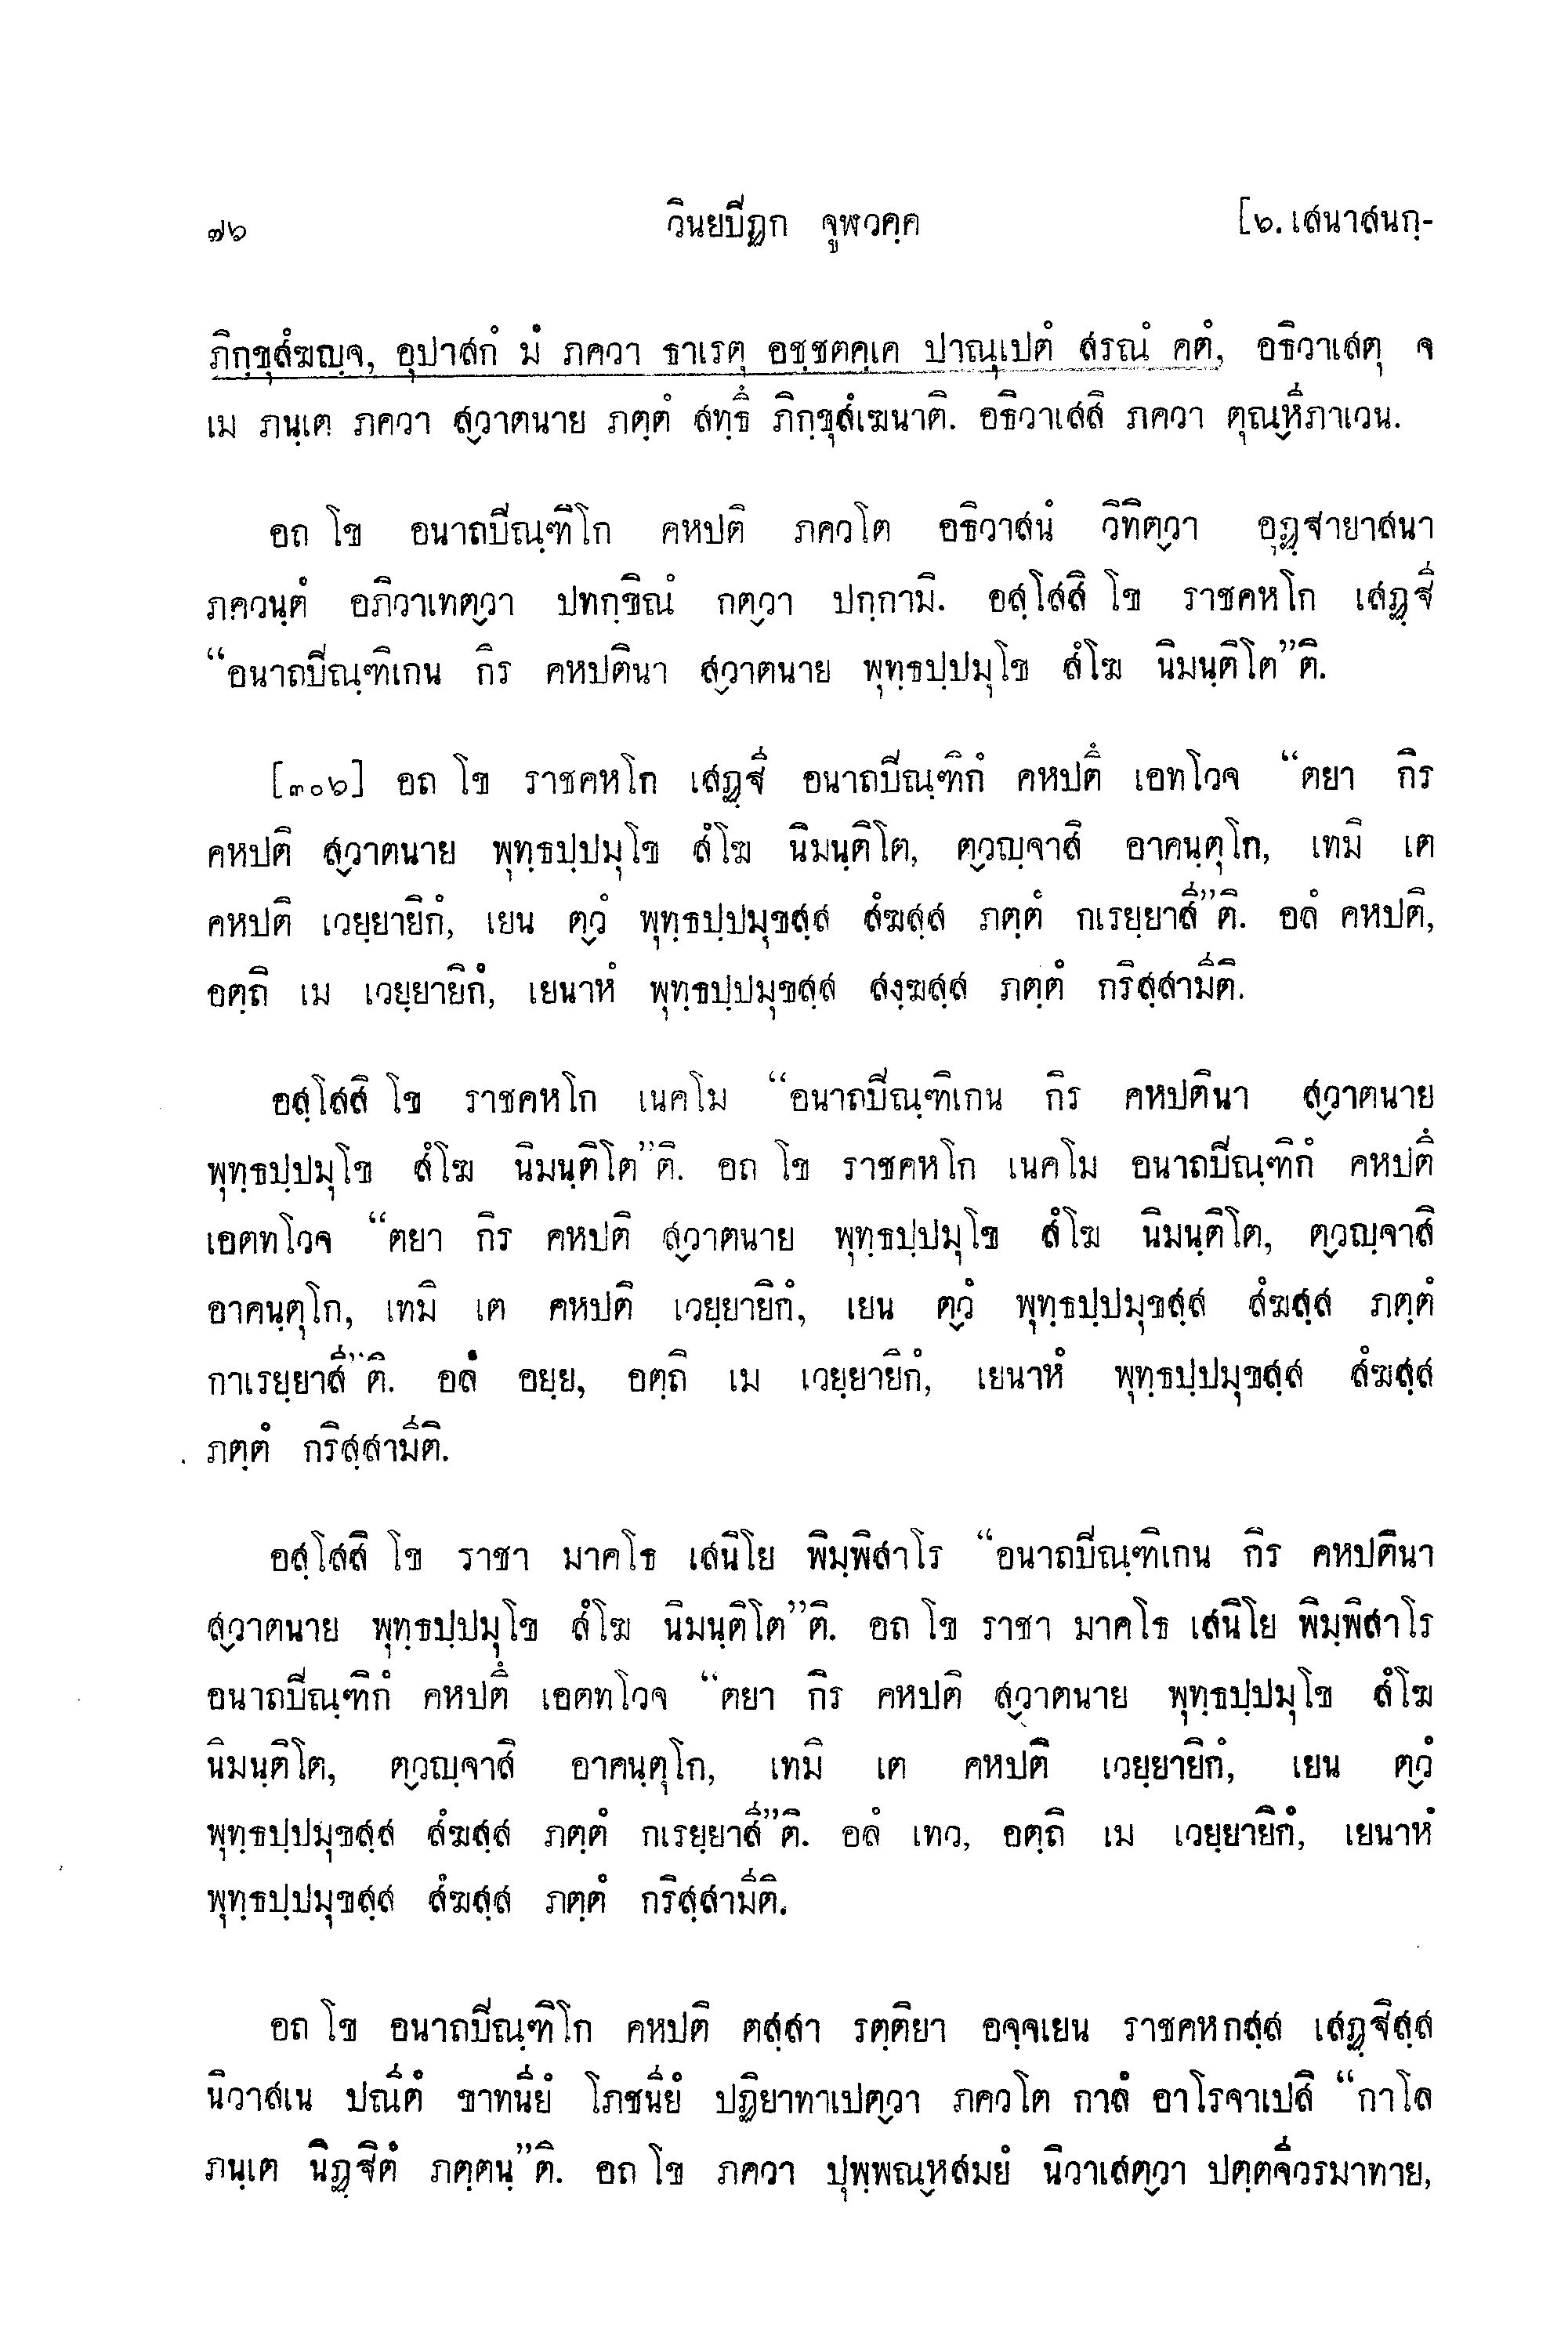 ๗๖ วินยปิฏก จูฬวคฺค [๖. เสนาสนกฺ-
ภิกฺขุสํฆญฺจ, อุปาสกํ มํ ภควา ธาเรตุ อชฺชตคฺเค ปาณุเปตํ สรณํ คตํ, อธิวาเสตุ จ
เม ภนฺเต ภควา สฺวาตนาย ภตฺตํ สทฺธึ ภิกฺขุสํเฆนาติ. อธิวาเสสิ ภควา ตุณฺหีภาเวน.
อถ โข อนาถปิณฺฑิโก คหปติ ภควโต อธิวาสนํ วิทิตฺวา อุฏฺฐายาสนา
ภควนฺตํ อภิวาเทตฺวา ปทกฺขิณํ กตฺวา ปกฺกามิ. อสฺโสสิ โข ราชคหโก เสฏฺฐี
“อนาถปิณฺฑิเกน กิร คหปตินา สฺวาตนาย พุทฺธปฺปมุโข สํโฆ นิมนฺติโต”ติ.
[๓๐๖] อถ โข ราชคหโก เสฏฺฐี อนาถปิณฺฑิกํ คหปตึ เอทโวจ “ตยา กิร
คหปติ สฺวาตนาย พุทฺธปฺปมุโข สํโฆ นิมนฺติโต, ตฺวญฺจาสิ อาคนฺตุโก, เทมิ เต
คหปติ เวยฺยายิกํ, เยน ตฺวํ พุทฺธปฺปมุขสฺส สํฆสฺส ภตฺตํ กเรยฺยาสี”ติ. อลํ คหปติ,
อตฺถิ เม เวยฺยายิกํ, เยนาหํ พุทฺธปฺปมุขสฺส สงฺฆสฺส ภตฺตํ กริสฺสามีติ.
อสฺโสสิ โข ราชคหโก เนคโม “อนาถปิณฺฑิเกน กิร คหปตินา สฺวาตนาย
พุทฺธปฺปมุโข สํโฆ นิมนฺติโต”ติ. อถ โข ราชคหโก เนคโม อนาถปิณฺฑิกํ คหปตึ
เอตทโวจ “ตยา กิร คหปติ สฺวาตนาย พุทฺธปฺปมุโข สํโฆ นิมนฺติโต, ตฺวญฺจาสิ
อาคนฺตุโก, เทมิ เต คหปติ เวยฺยายิกํ, เยน ตฺวํ พุทฺธปฺปมุขสฺส สํฆสฺส ภตฺตํ
กาเรยฺยาสี”ติ. อลํ อยฺย, อตฺถิ เม เวยฺยายิกํ, เยนาหํ พุทฺธปฺปมุขสฺส สํฆสฺส
ภตฺตํ กริสฺสามีติ.
อสฺโสสิ โข ราชา มาคโธ เสนิโย พิมฺพิสาโร “อนาถปิณฺฑิเกน กิร คหปตินา
สฺวาตนาย พุทฺธปฺปมุโข สํโฆ นิมนฺติโต”ติ. อถ โข ราชา มาคโธ เสนิโย พิมฺพิสาโร
อนาถปิณฺฑิกํ คหปตึ เอตทโวจ “ตยา กิร คหปติ สฺวาตนาย พุทฺธปฺปมุโข สํโฆ
นิมนฺติโต, ตฺวญฺจาสิ อาคนฺตุโก, เทมิ เต คหปติ เวยฺยายิกํ, เยน ตฺวํ
พุทฺธปฺปมุขสฺส สํฆสฺส ภตฺตํ กเรยฺยาสี”ติ. อลํ เทว, อตฺถิ เม เวยฺยายิกํ, เยนาหํ
พุทฺธปฺปมุขสฺส สํฆสฺส ภตฺตํ กริสฺสามีติ.
อถ โข อนาถปิณฺฑิโก คหปติ ตสฺสา รตฺติยา อจฺจเยน ราชคหกสฺส เสฏฺฐิสฺส
นิวาสเน ปณีตํ ขาทนียํ โภชนียํ ปฏิยาทาเปตฺวา ภควโต กาลํ อาโรจาเปสิ “กาโล
ภนฺเต นิฏฺฐิตํ ภตฺตนฺ”ติ. อถ โข ภควา ปุพฺพณฺหสมยํ นิวาเสตฺวา ปตฺตจีวรมาทาย,